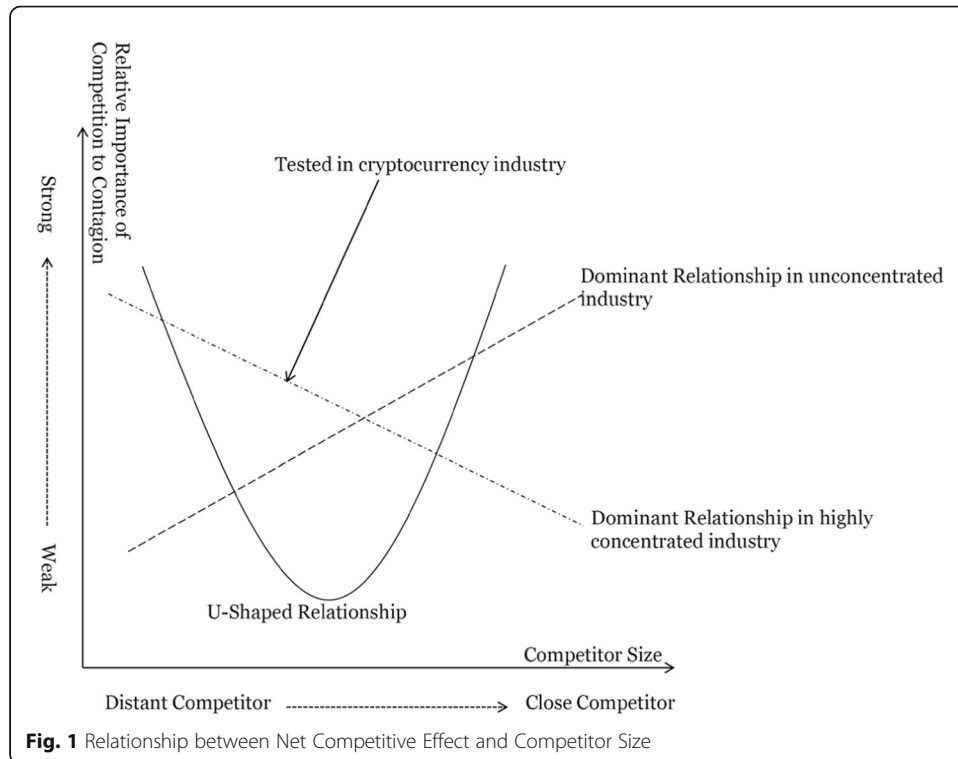 Relative Importance of
Competition to Contagion
Strong
Weak
Tested in cryptocurrency industry
Dominant Relationship in unconcentrated
industry
Dominant Relationship in highly
concentrated industry
U-Shaped Relationship
Competitor Size
Distant Competitor
Close Competitor
Fig. 1 Relationship between Net Competitive Effect and Competitor Size